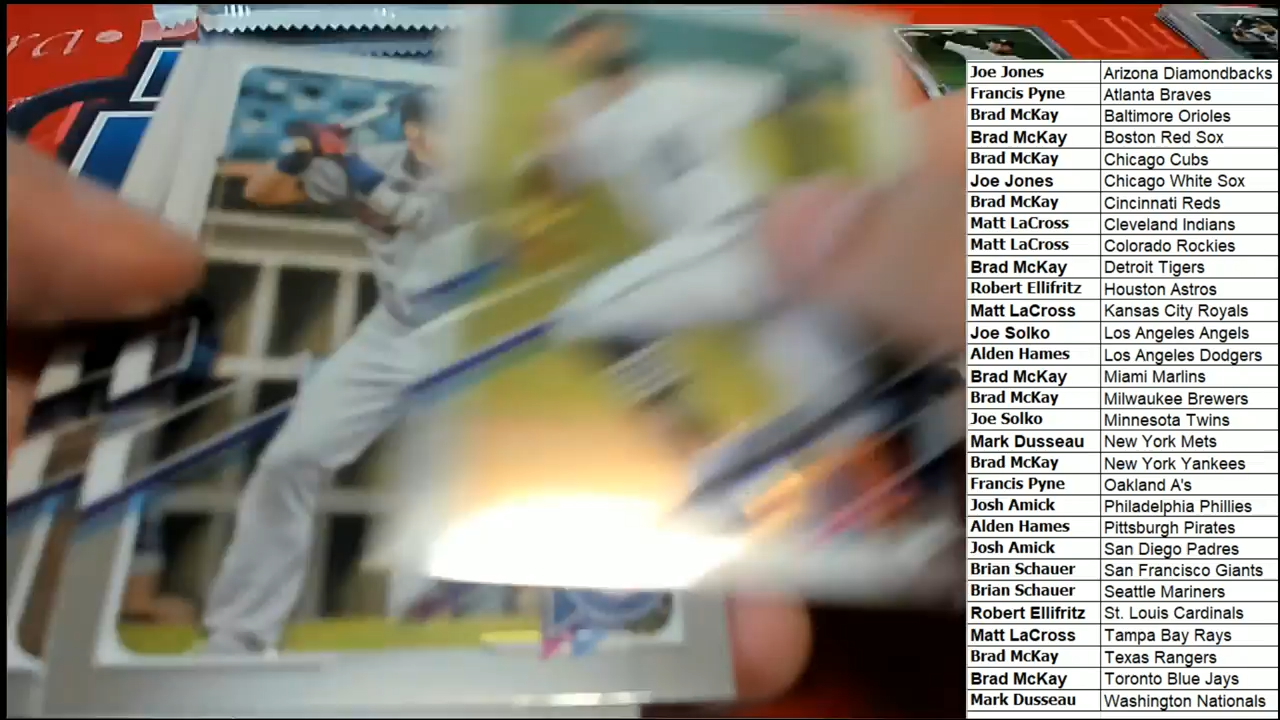 Joe Jones Arizona Diamondbacks
Francis Pyne Atlanta Braves
Brad McKay Baltimore Orioles
Brad McKay Boston Red Sox
Brad McKay Chicago Cubs
Joe Jones Chicago White Sox
Brad McKay Cincinnati Reds
Matt LaCross Cleveland Indians
Matt LaCross Colorado Rockies
Brad McKay Detroit Tigers
Robert Ellifritz Houston Astros
Matt LaCross Kansas City Royals
Joe Solko Los Angeles Angels
Alden Hames Los Angeles Dodgers
Brad McKay Miami Marlins
Brad McKay Milwaukee Brewers
Joe Solko Minnesota Twins
Mark Dusseau New York Mets
Brad McKay New York Yankees
Francis Pyne Oakland A's
Josh Amick Philadelphia Phillies
Alden Hames Pittsburgh Pirates
Josh Amick San Diego Padres
Brian Schauer San Francisco Giants
Brian Schauer Seattle Mariners
Robert Ellifritz St. Louis Cardinals
Matt LaCross Tampa Bay Rays
Brad McKay Texas Rangers
Brad McKay Toronto Blue Jays
Mark Dusseau Washington Nationals